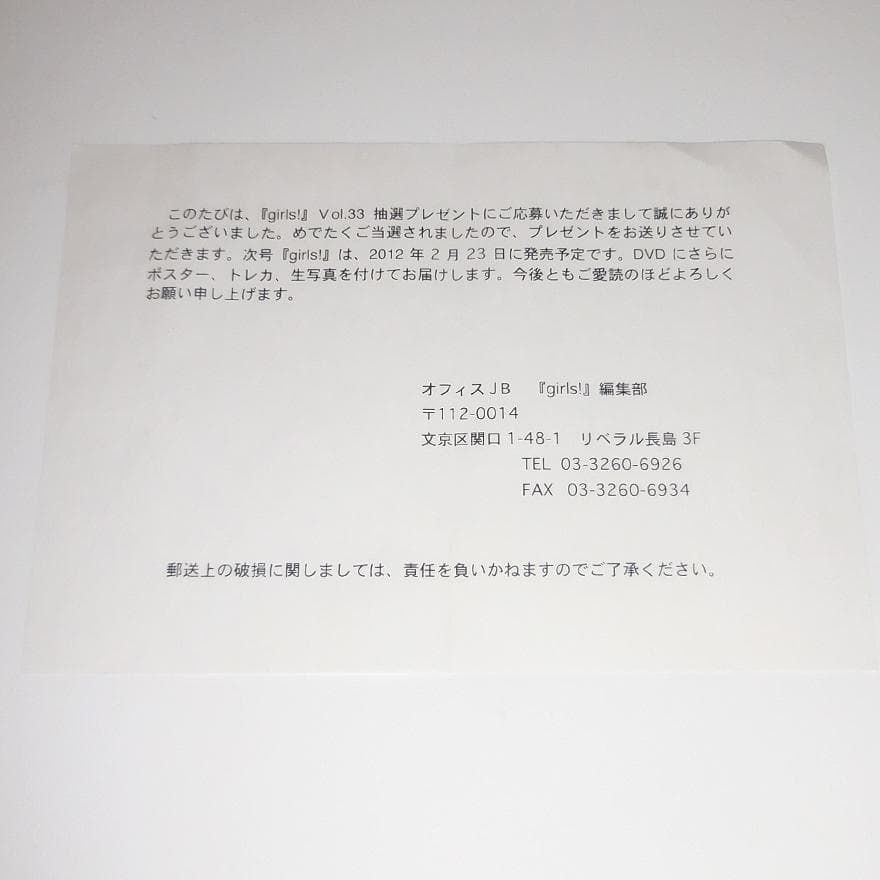 このたびは、『girls!』 Vol.33 抽選プレゼントにご応募いただきまして誠にありが
とうございました。めでたくご当選されましたので、プレゼントをお送りさせてい
ただきます。次号『girls!』は、2012 年 2 月 23 日に発売予定です。DVD にさらに
ポスター、トレカ、生写真を付けてお届けします。今後ともご愛読のほどよろしく
お願い申し上げます。
オフィスJB 『girls!』編集部
〒112-0014
文京区関口 1-48-1 リベラル長島 3F
TEL 03-3260-6926
FAX 03-3260-6934
郵送上の破損に関しましては、責任を負いかねますのでご了承ください。